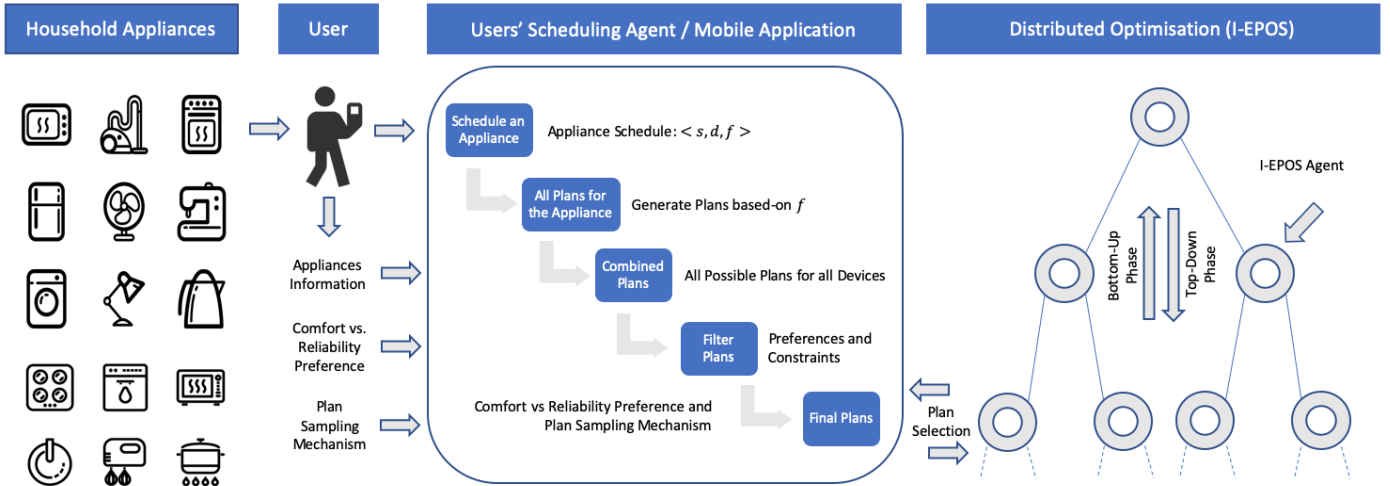 Household Appliances
User
Users' Scheduling Agent / Mobile Application
Distributed Optimisation (I-EPOS)
Schedule an
Appliance
Appliance Schedule: < s, d, f >
All Plans for
the Appliance
Generate Plans based-on f
Combined
Plans
All Possible Plans for all Devices
Filter
Plans
Preferences and
Constraints
Comfort vs Reliability Preference and
Plan Sampling Mechanism
Final Plans
Appliances
Information
Comfort vs.
Reliability
Preference
Plan
Sampling
Mechanism
Plan
Selection
I-EPOS Agent
Bottom-Up
Phase
Top-Down
Phase